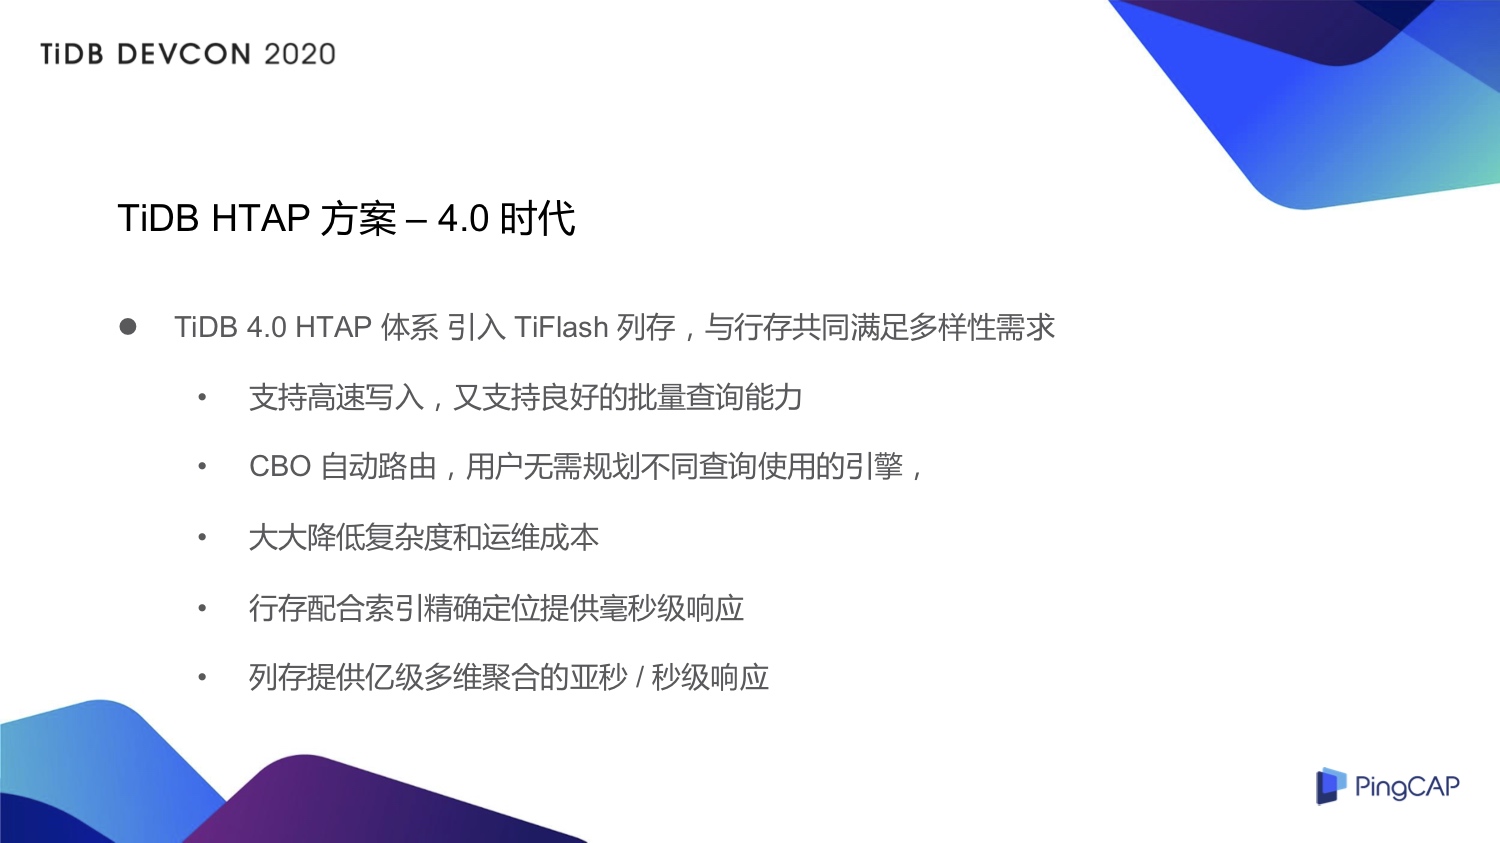 TiDB DEVCON 2020
TiDB HTAP 方案 – 4.0 时代
● TiDB 4.0 HTAP 体系 引入 TiFlash 列存，与行存共同满足多样性需求
• 支持高速写入，又支持良好的批量查询能力
• CBO 自动路由，用户无需规划不同查询使用的引擎，
• 大大降低复杂度和运维成本
• 行存配合索引精确定位提供毫秒级响应
• 列存提供亿级多维聚合的亚秒 / 秒级响应
PingCAP